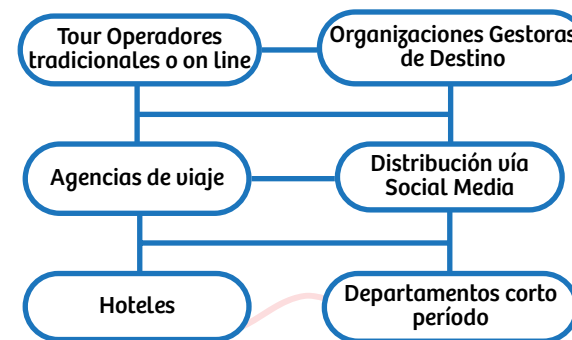 Tour Operadores
tradicionales o on line
Organizaciones Gestoras
de Destino
Agencias de viaje
Distribución vía
Social Media
Hoteles
Departamentos corto
período